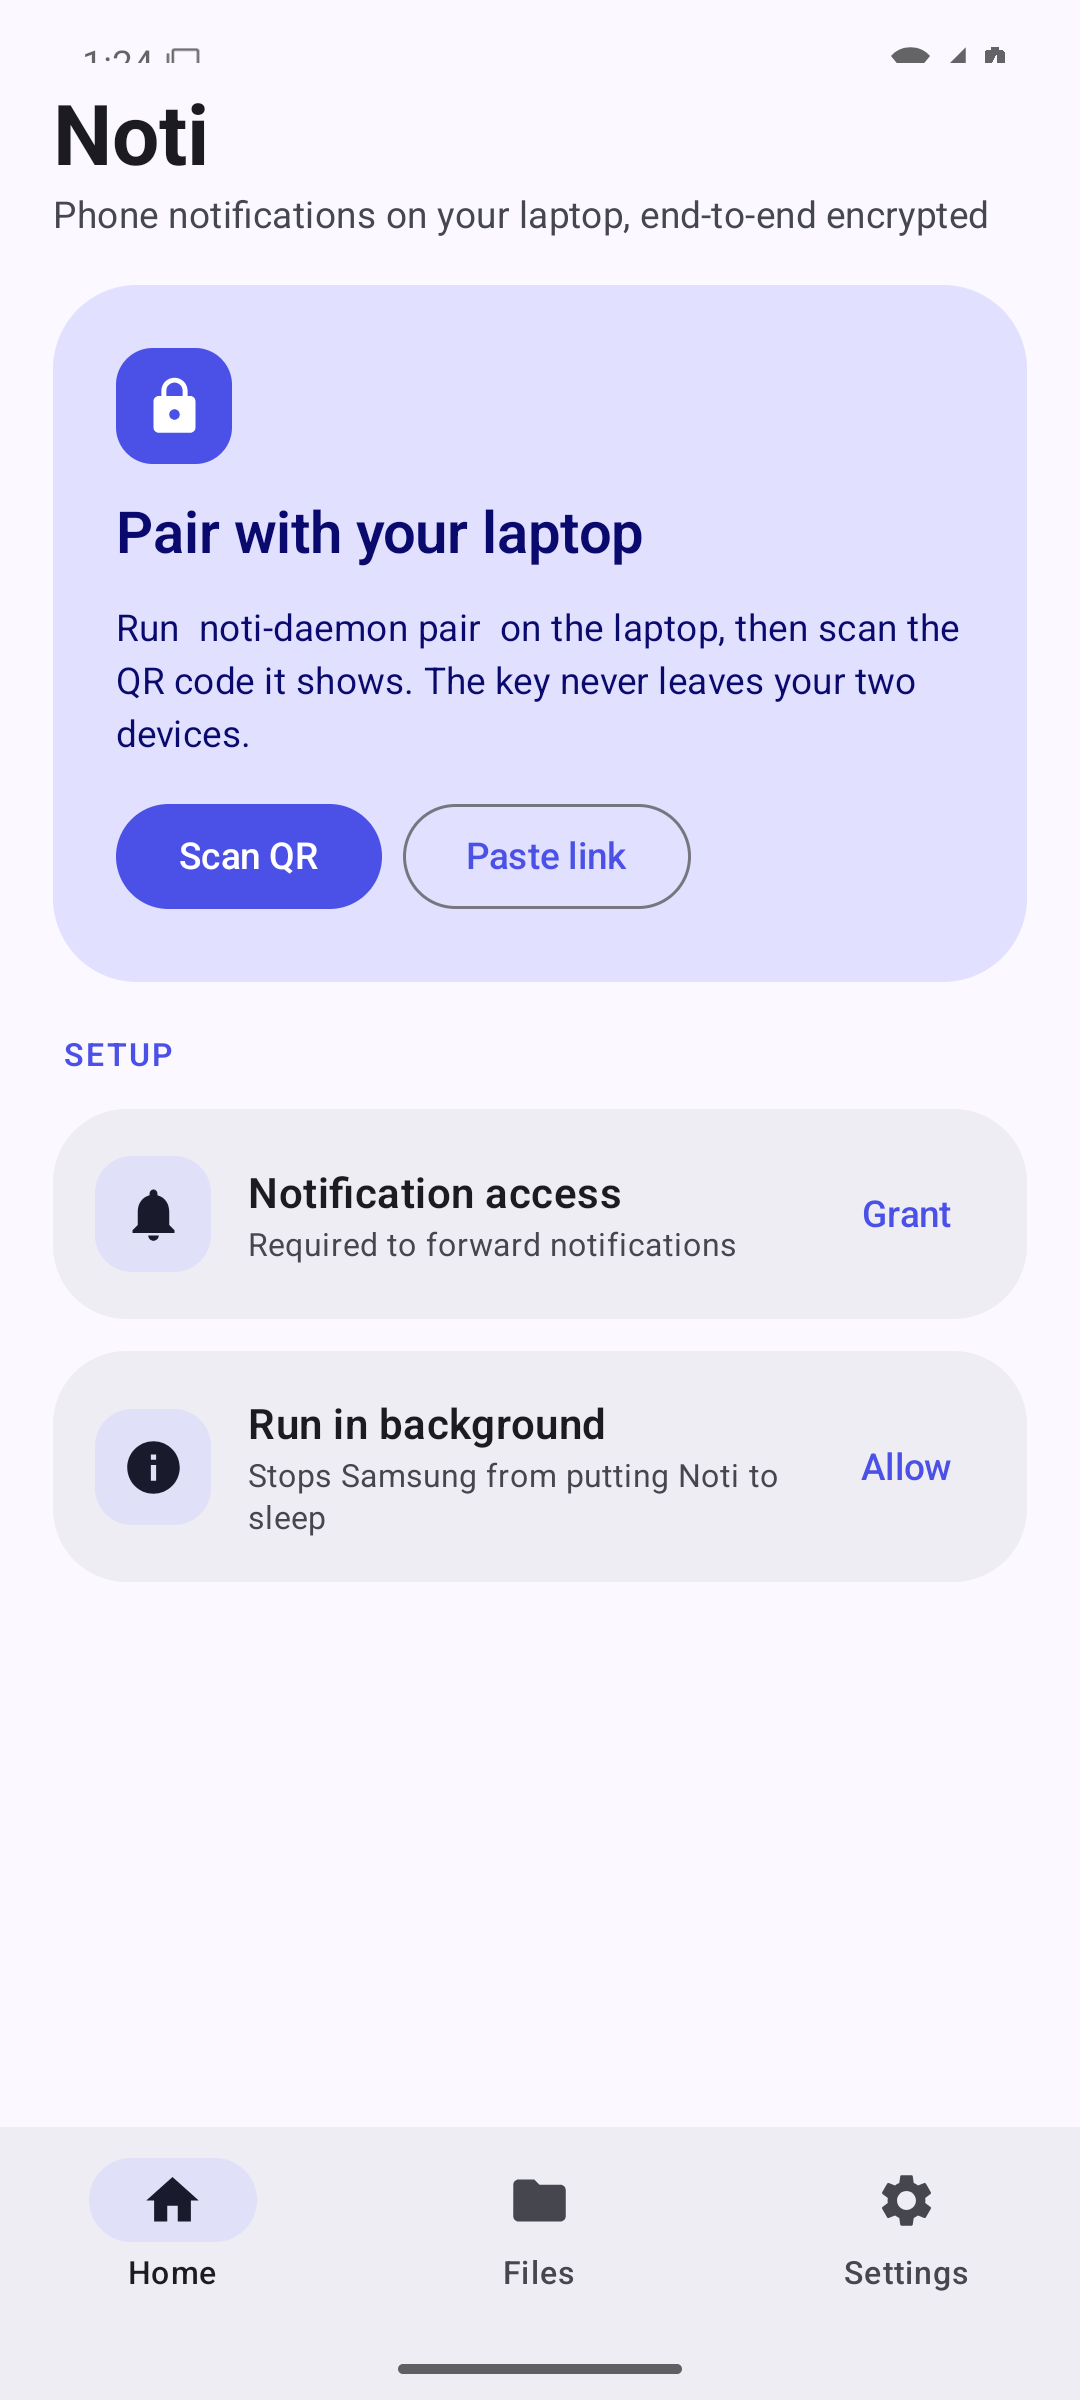 1:24
Noti
Phone notifications on your laptop, end-to-end encrypted
Pair with your laptop
Run noti-daemon pair on the laptop, then scan the
QR code it shows. The key never leaves your two
devices.
Scan QR
Paste link
SETUP
Notification access
Required to forward notifications
Grant
Run in background
Stops Samsung from putting Noti to
sleep
Allow
Home
Files
Settings